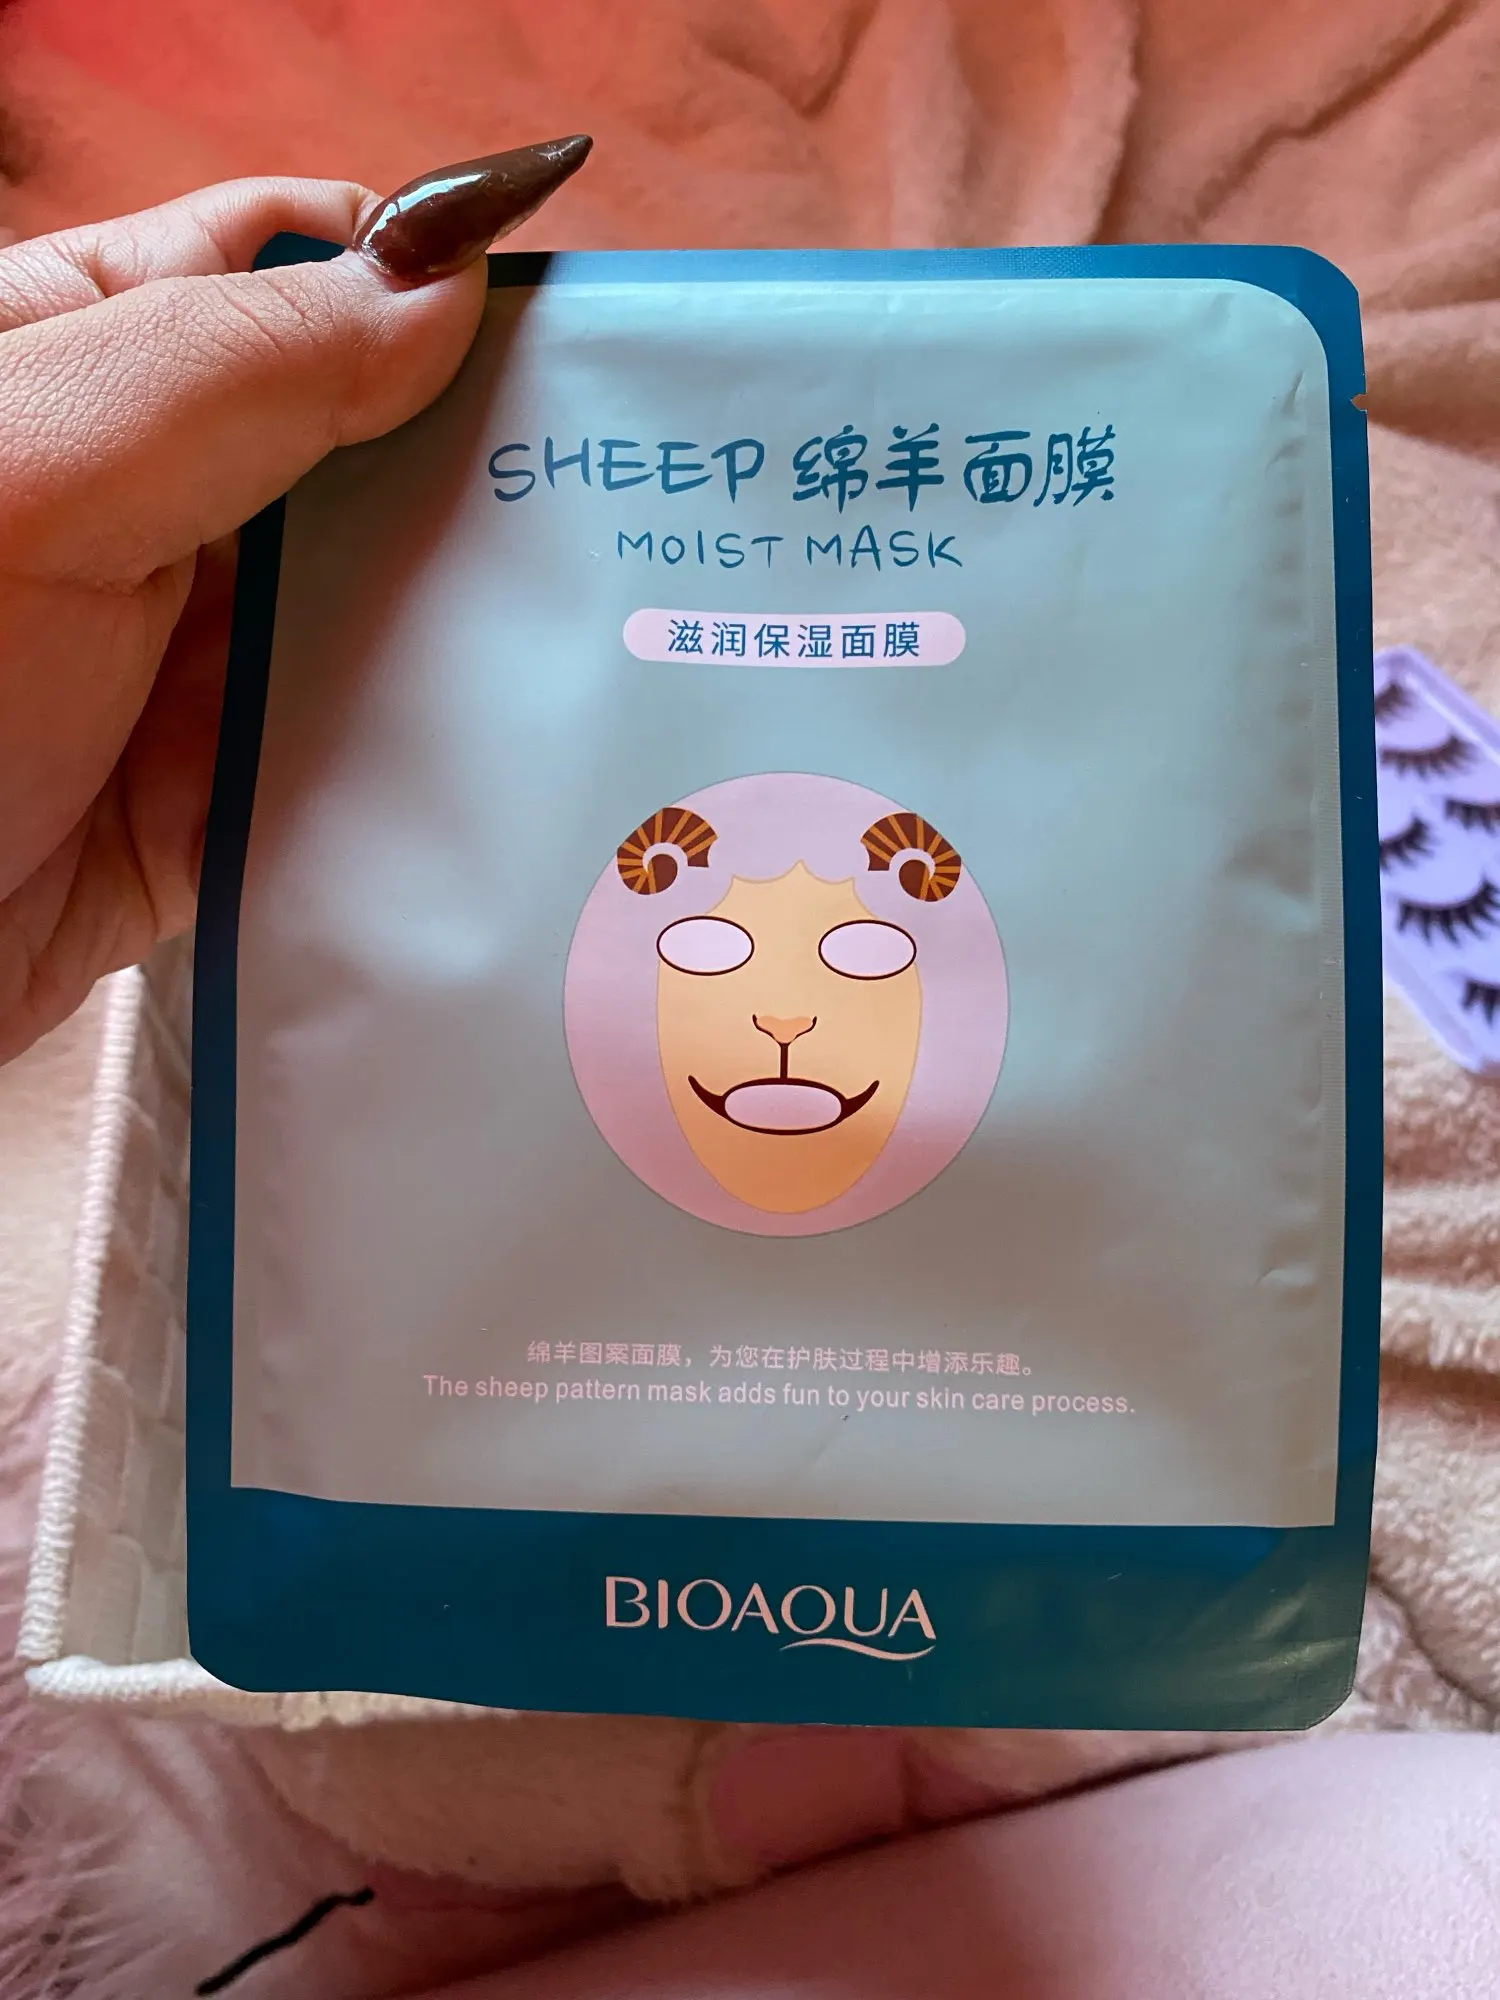 SHEEP 绵羊面膜
MOIST MASK
滋润保湿面膜
绵羊图案面膜，为您在护肤过程中增添乐趣。
The sheep pattern mask adds fun to your skin care process.
BIOAQUA